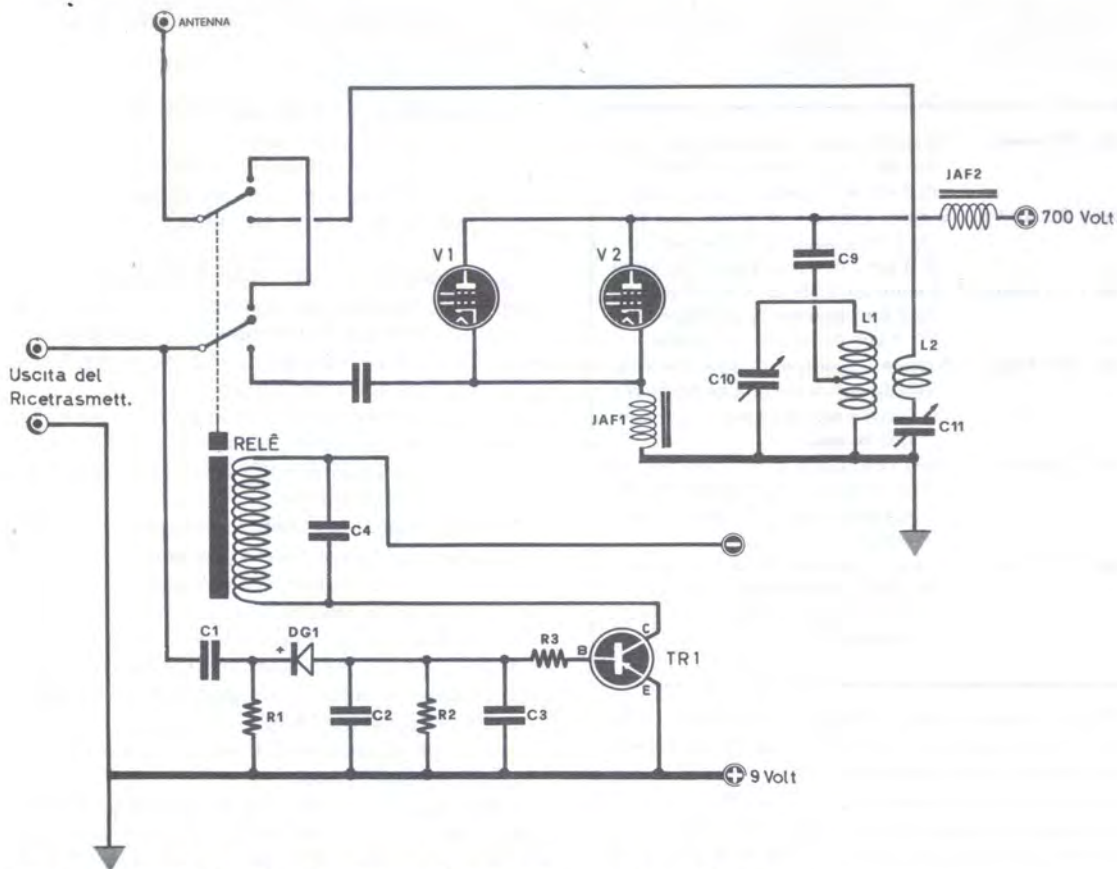 ANTENNA
JAF2
+ 700 Volt
V1
V2
C9
L1
L2
C10
C11
JAF1
Uscita del
Ricetrasmett.
RELÊ
C4
-
C1
+ DG1
R3
B
C
E
TR1
R1
C2
R2
C3
+ 9 Volt